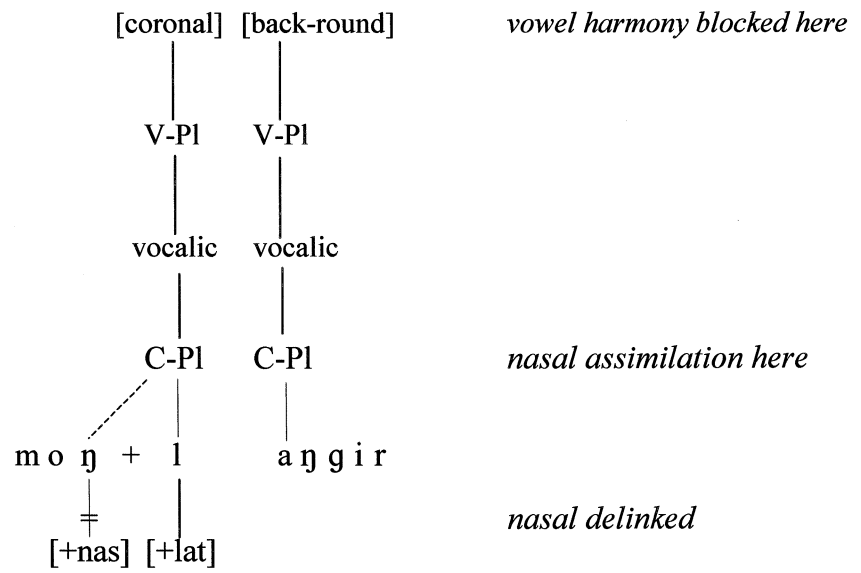 [coronal] [back-round] vowel harmony blocked here
V-Pl V-Pl
vocalic vocalic
C-Pl C-Pl nasal assimilation here
m o ŋ + l a ŋ g i r
nasal delinked
[+nas] [+lat]